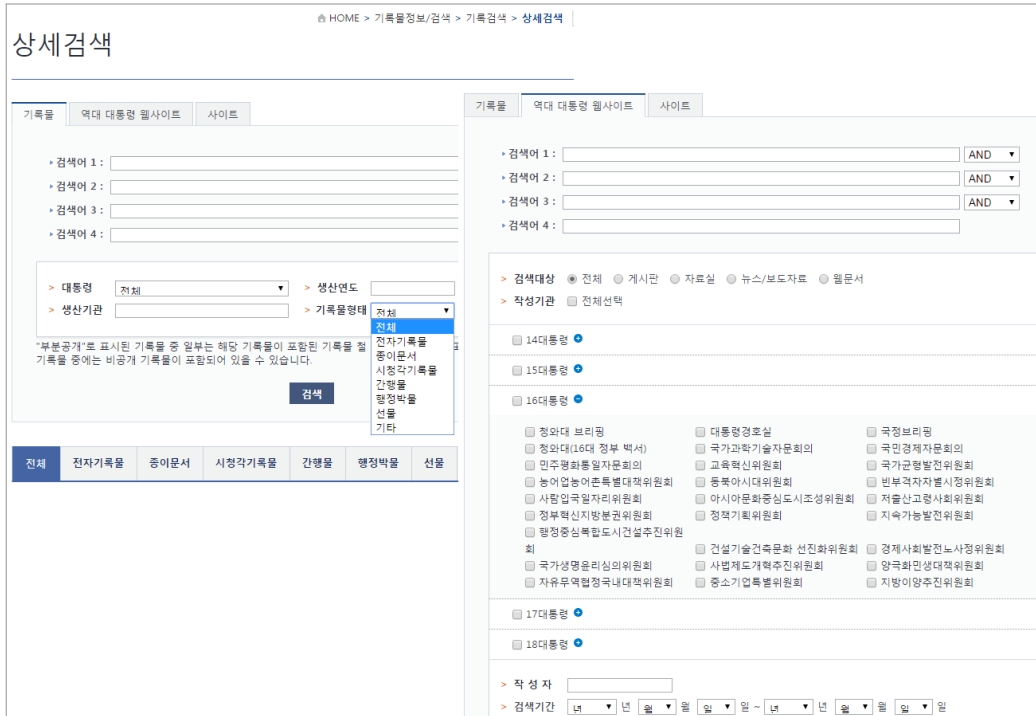 HOME > 기록물정보/검색 > 기록검색 > 상세검색
상세검색
기록물 역대 대통령 웹사이트 사이트
검색어 1 :
검색어 2 :
검색어 3 :
검색어 4 :
> 대통령 전체 > 생산연도
> 생산기관 > 기록물형태 전체
전체
전자기록물
종이문서
시청각기록물
간행물
행정박물
선물
기타
"부분공개"로 표시된 기록물 중 일부는 해당 기록물이 포함된 기록물 철
기록물 중에는 비공개 기록물이 포함되어 있을 수 있습니다.
검색
전체 전자기록물 종이문서 시청각기록물 간행물 행정박물 선물
기록물 역대 대통령 웹사이트 사이트
검색어 1 : AND
검색어 2 : AND
검색어 3 : AND
검색어 4 :
> 검색대상 전체 게시판 자료실 뉴스/보도자료 웹문서
> 작성기관 전체선택
14대통령
15대통령
16대통령
청와대 브리핑 대통령경호실 국정브리핑
청와대(16대 정부 백서) 국가과학기술자문회의 국민경제자문회의
민주평화통일자문회의 교육혁신위원회 국가균형발전위원회
농어업농어촌특별대책위원회 동북아시대위원회 빈부격자자별시정위원회
사람입국일자리위원회 아시아문화중심도시조성위원회 저출산고령사회위원회
정부혁신지방분권위원회 정책기획위원회 지속가능발전위원회
행정중심복합도시건설추진위원
회 건설기술건축문화 선진화위원회 경제사회발전노사정위원회
국가생명윤리심의위원회 사법제도개혁추진위원회 양극화민생대책위원회
자유무역협정국내대책위원회 중소기업특별위원회 지방이양추진위원회
17대통령
18대통령
> 작 성 자
> 검색기간 년 년 월 월 일 일 ~ 년 년 월 월 일 일